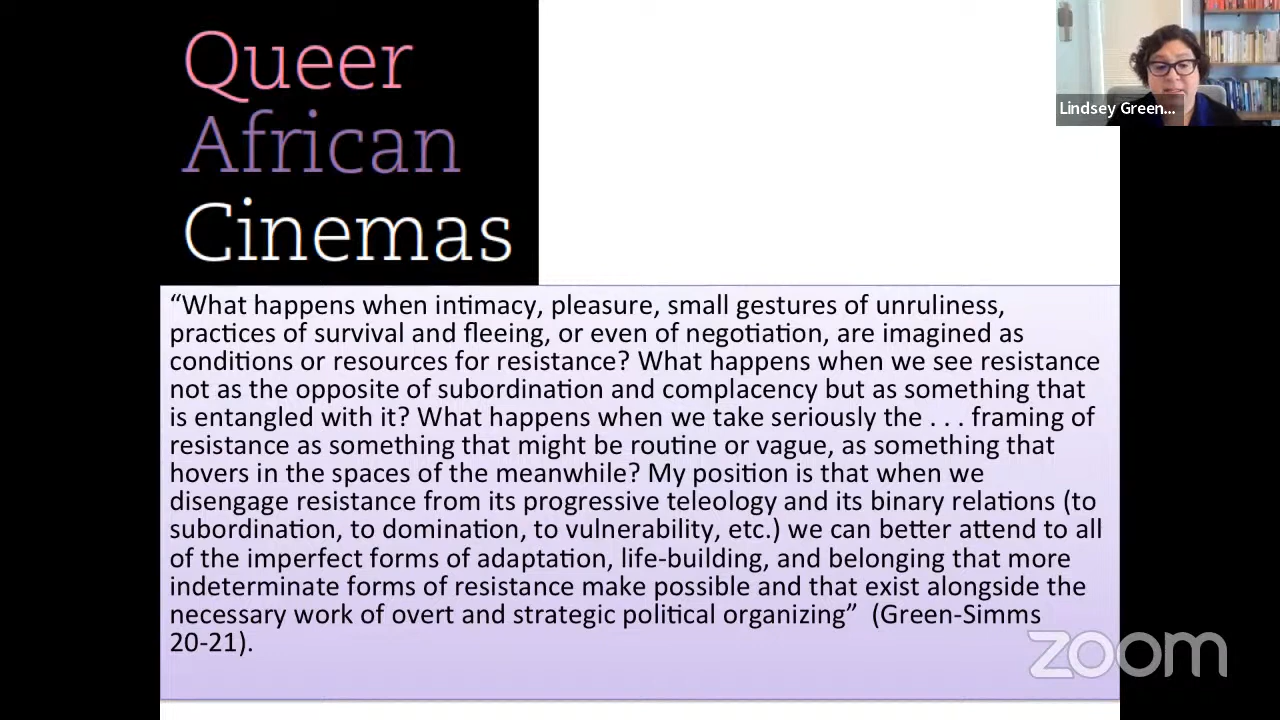 Queer
African
Cinemas
Lindsey Green...
“What happens when intimacy, pleasure, small gestures of unruliness,
practices of survival and fleeing, or even of negotiation, are imagined as
conditions or resources for resistance? What happens when we see resistance
not as the opposite of subordination and complacency but as something that
is entangled with it? What happens when we take seriously the . . . framing of
resistance as something that might be routine or vague, as something that
hovers in the spaces of the meanwhile? My position is that when we
disengage resistance from its progressive teleology and its binary relations (to
subordination, to domination, to vulnerability, etc.) we can better attend to all
of the imperfect forms of adaptation, life-building, and belonging that more
indeterminate forms of resistance make possible and that exist alongside the
necessary work of overt and strategic political organizing” (Green-Simms
20-21).
zoom